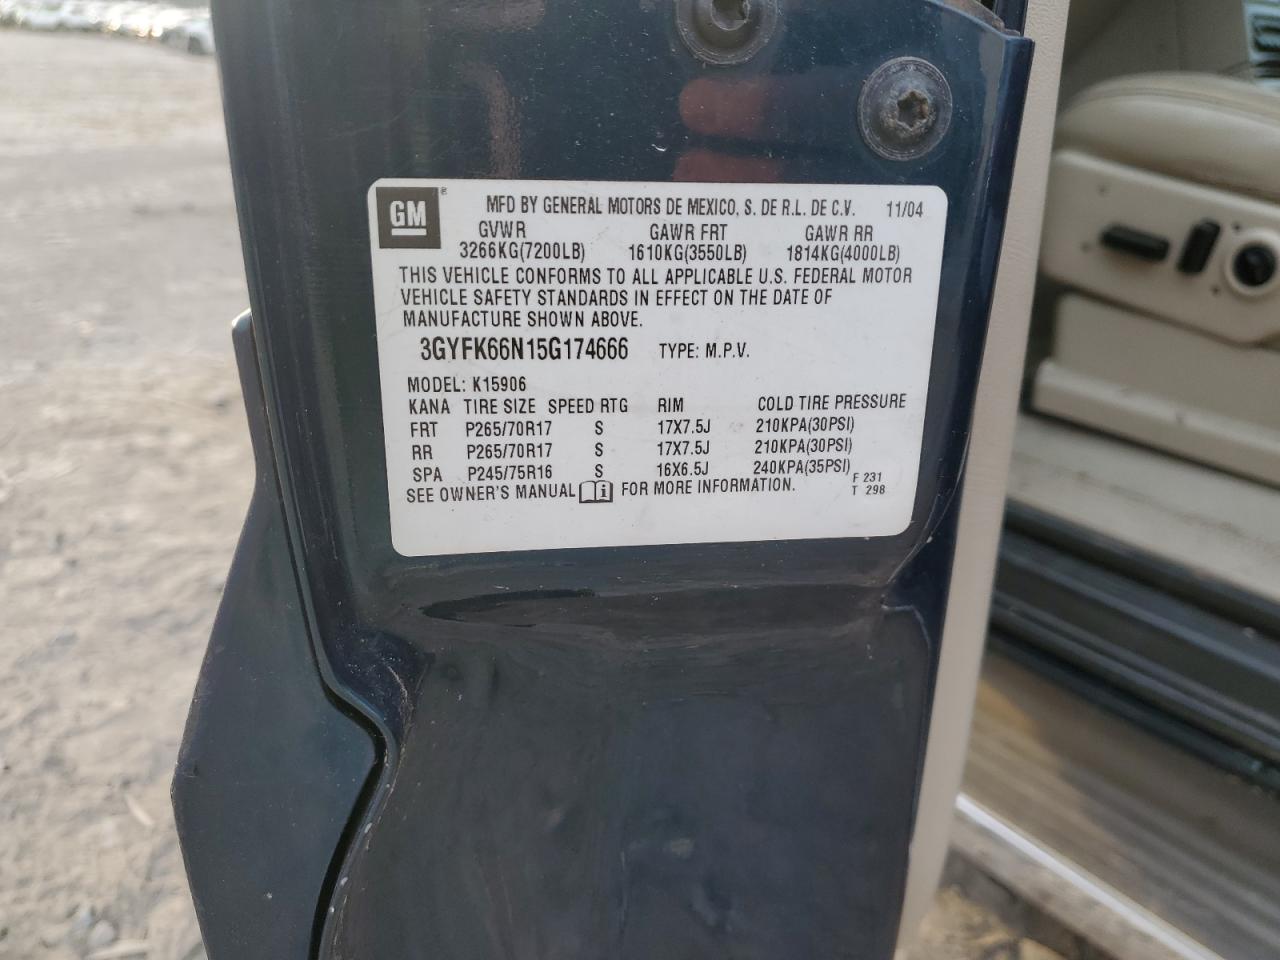 GM ® MFD BY GENERAL MOTORS DE MEXICO, S. DE R.L. DE C.V. 11/04
GVWR GAWR FRT GAWR RR
3266KG(7200LB) 1610KG(3550LB) 1814KG(4000LB)
THIS VEHICLE CONFORMS TO ALL APPLICABLE U.S. FEDERAL MOTOR
VEHICLE SAFETY STANDARDS IN EFFECT ON THE DATE OF
MANUFACTURE SHOWN ABOVE.
3GYFK66N15G174666 TYPE: M.P.V.
MODEL: K15906
KANA TIRE SIZE SPEED RTG RIM COLD TIRE PRESSURE
FRT P265/70R17 S 17X7.5J 210KPA(30PSI)
RR P265/70R17 S 17X7.5J 210KPA(30PSI)
SPA P245/75R16 S 16X6.5J 240KPA(35PSI)
F 231
SEE OWNER'S MANUAL FOR MORE INFORMATION. T 298